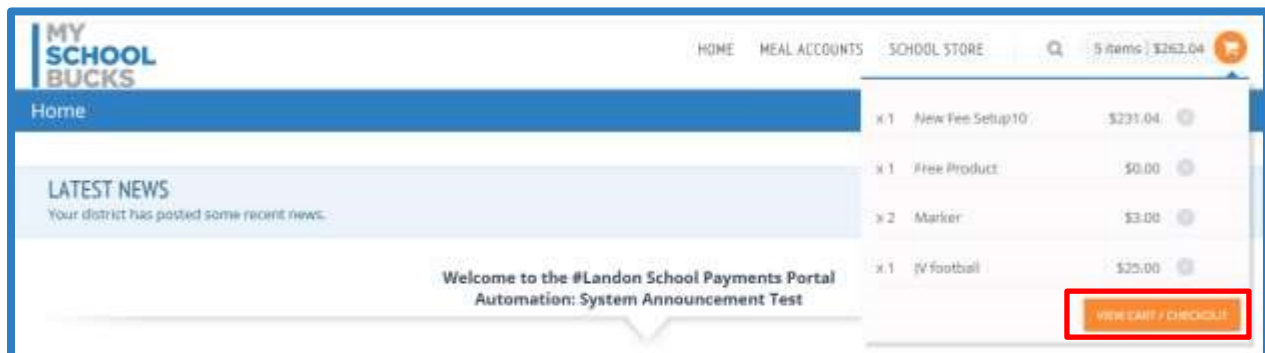 MY
SCHOOL
BUCKS
HOME MEAL ACCOUNTS SCHOOL STORE 5 items | $262.04
Home
x 1 New Fee Setup10 $231.04
x 1 Free Product $0.00
x 2 Marker $3.00
x 1 JV football $25.00
VIEW CART / CHECKOUT
LATEST NEWS
Your district has posted some recent news.
Welcome to the #Landon School Payments Portal
Automation: System Announcement Test